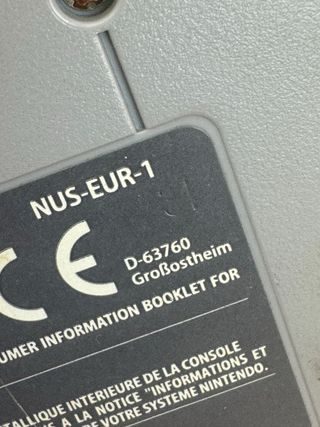 NUS-EUR-1
CE
D-63760
Großostheim
UMER INFORMATION BOOKLET FOR
TALLIQUE INTERIEURE DE LA CONSOLE
A LA NOTICE "INFORMATIONS ET
DE VOTRE SYSTEME NINTENDO.